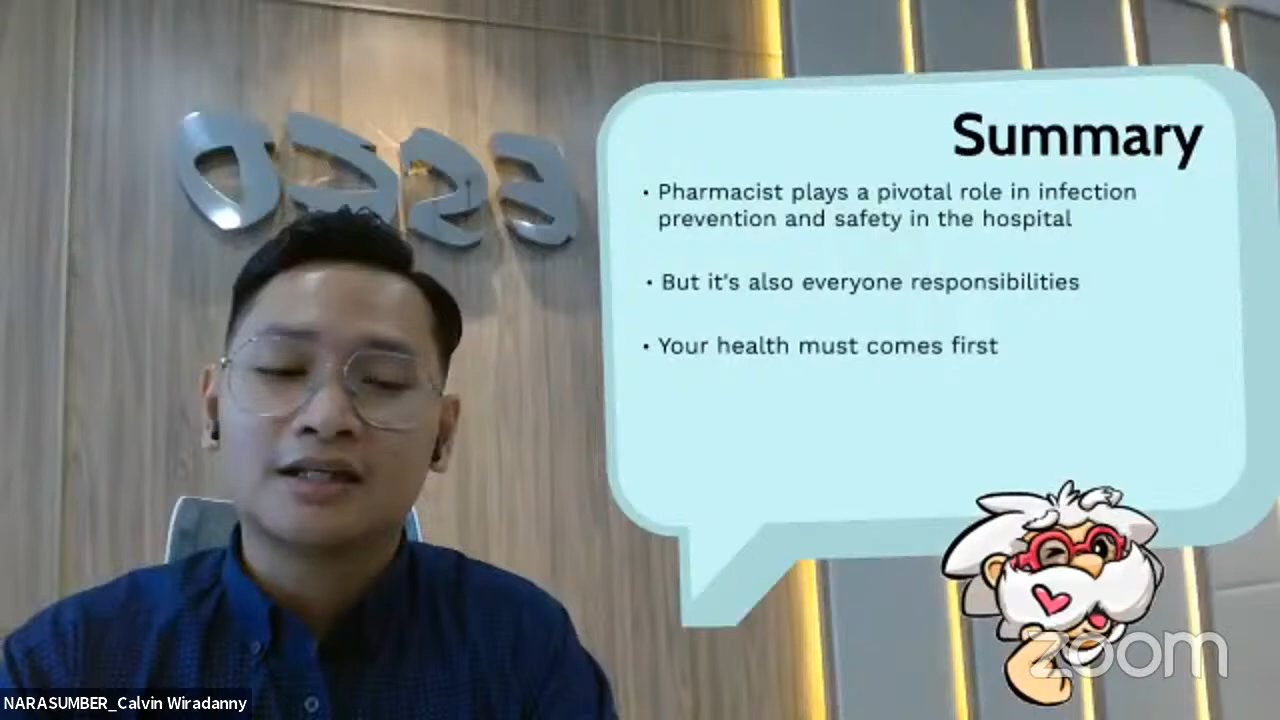 Summary
• Pharmacist plays a pivotal role in infection
prevention and safety in the hospital
• But it's also everyone responsibilities
• Your health must comes first
zoom
NARASUMBER_Calvin Wiradanny